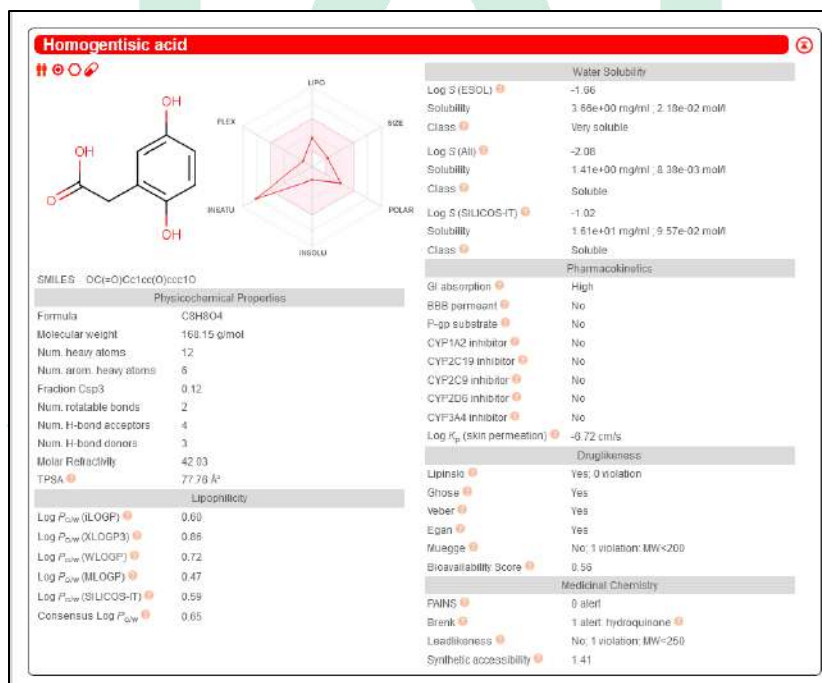 Homogentisic acid
OH
OH
O
OH
LIPO
FLEX
SIZE
INSATU
POLAR
INSOLU
SMILES OC(=O)Cc1cc(O)ccc1O
Physicochemical Properties
Formula C8H8O4
Molecular weight 168.15 g/mol
Num. heavy atoms 12
Num. arom. heavy atoms 6
Fraction Csp3 0.12
Num. rotatable bonds 2
Num. H-bond acceptors 4
Num. H-bond donors 3
Molar Refractivity 42.03
TPSA 77.76 Å²
Lipophilicity
Log Po/w (iLOGP) 0.60
Log Po/w (XLOGP3) 0.86
Log Po/w (WLOGP) 0.72
Log Po/w (MLOGP) 0.47
Log Po/w (SILICOS-IT) 0.59
Consensus Log Po/w 0.65
Water Solubility
Log S (ESOL) -1.66
Solubility 3.66e+00 mg/ml ; 2.18e-02 mol/l
Class Very soluble
Log S (Ali) -2.08
Solubility 1.41e+00 mg/ml ; 8.38e-03 mol/l
Class Soluble
Log S (SILICOS-IT) -1.02
Solubility 1.61e+01 mg/ml ; 9.57e-02 mol/l
Class Soluble
Pharmacokinetics
GI absorption High
BBB permeant No
P-gp substrate No
CYP1A2 inhibitor No
CYP2C19 inhibitor No
CYP2C9 inhibitor No
CYP2D6 inhibitor No
CYP3A4 inhibitor No
Log Kp (skin permeation) -6.72 cm/s
Druglikeness
Lipinski Yes; 0 violation
Ghose Yes
Veber Yes
Egan Yes
Muegge No; 1 violation: MW<200
Bioavailability Score 0.56
Medicinal Chemistry
PAINS 0 alert
Brenk 1 alert: hydroquinone
Leadlikeness No; 1 violation: MW<250
Synthetic accessibility 1.41